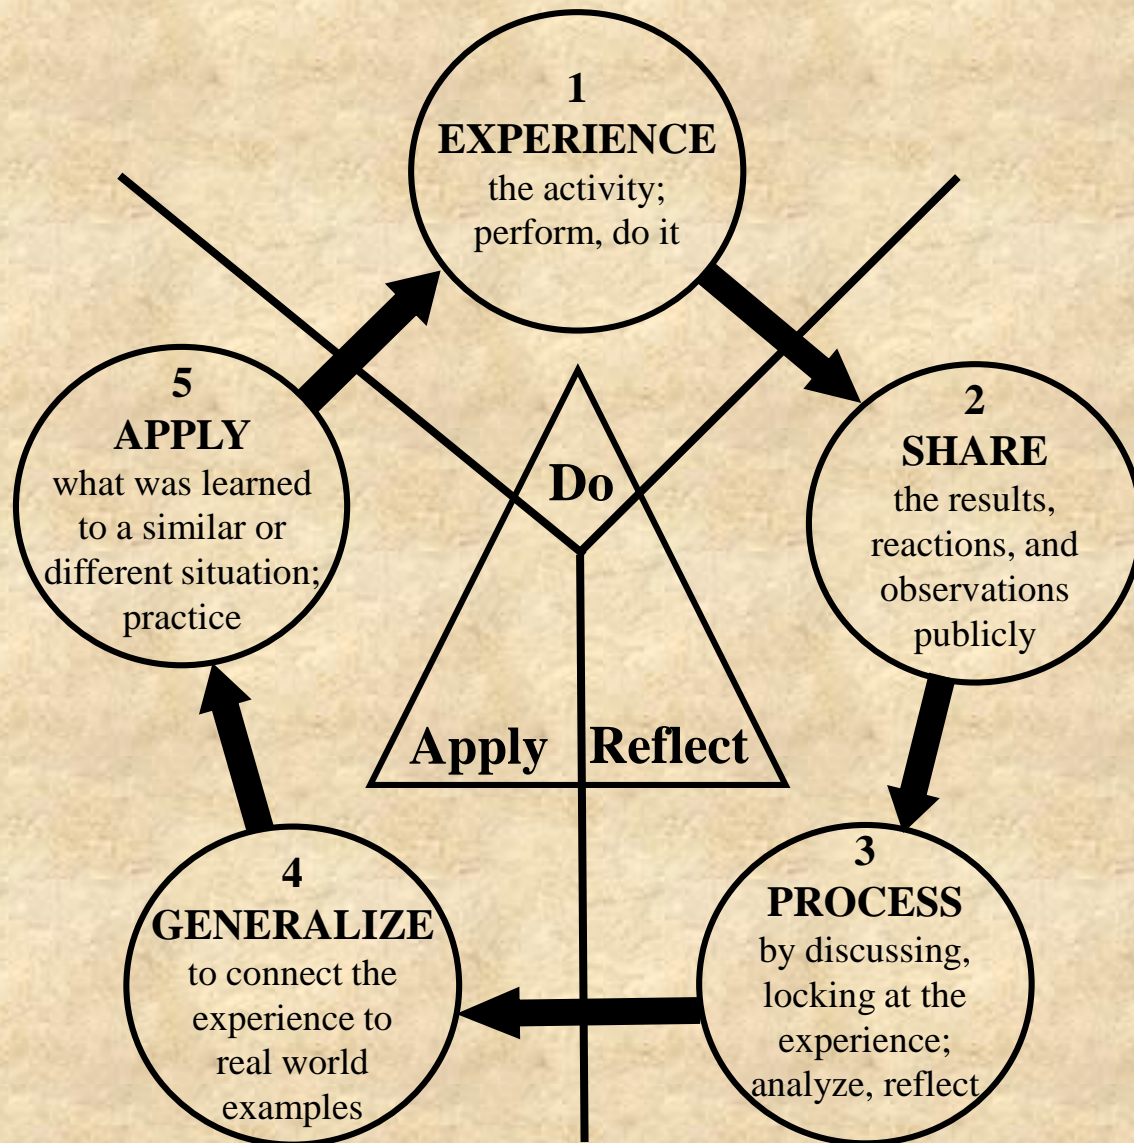 1
EXPERIENCE
the activity;
perform, do it
2
SHARE
the results,
reactions, and
observations
publicly
3
PROCESS
by discussing,
locking at the
experience;
analyze, reflect
4
GENERALIZE
to connect the
experience to
real world
examples
5
APPLY
what was learned
to a similar or
different situation;
practice
Do
Apply Reflect